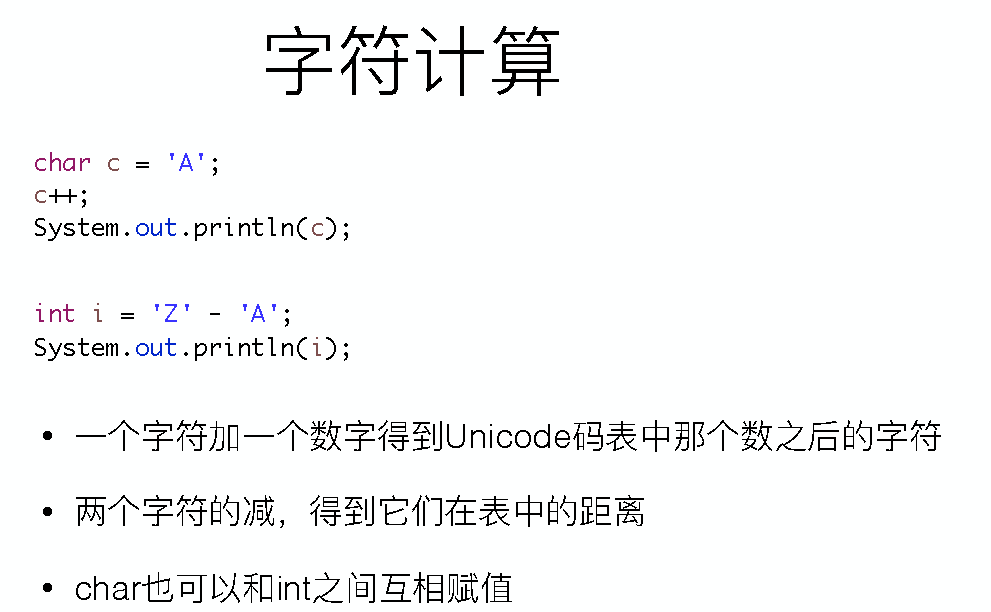 字符计算
char c = 'A';
c++;
System.out.println(c);
int i = 'Z' - 'A';
System.out.println(i);
• 一个字符加一个数字得到Unicode码表中那个数之后的字符
• 两个字符的减，得到它们在表中的距离
• char也可以和int之间互相赋值